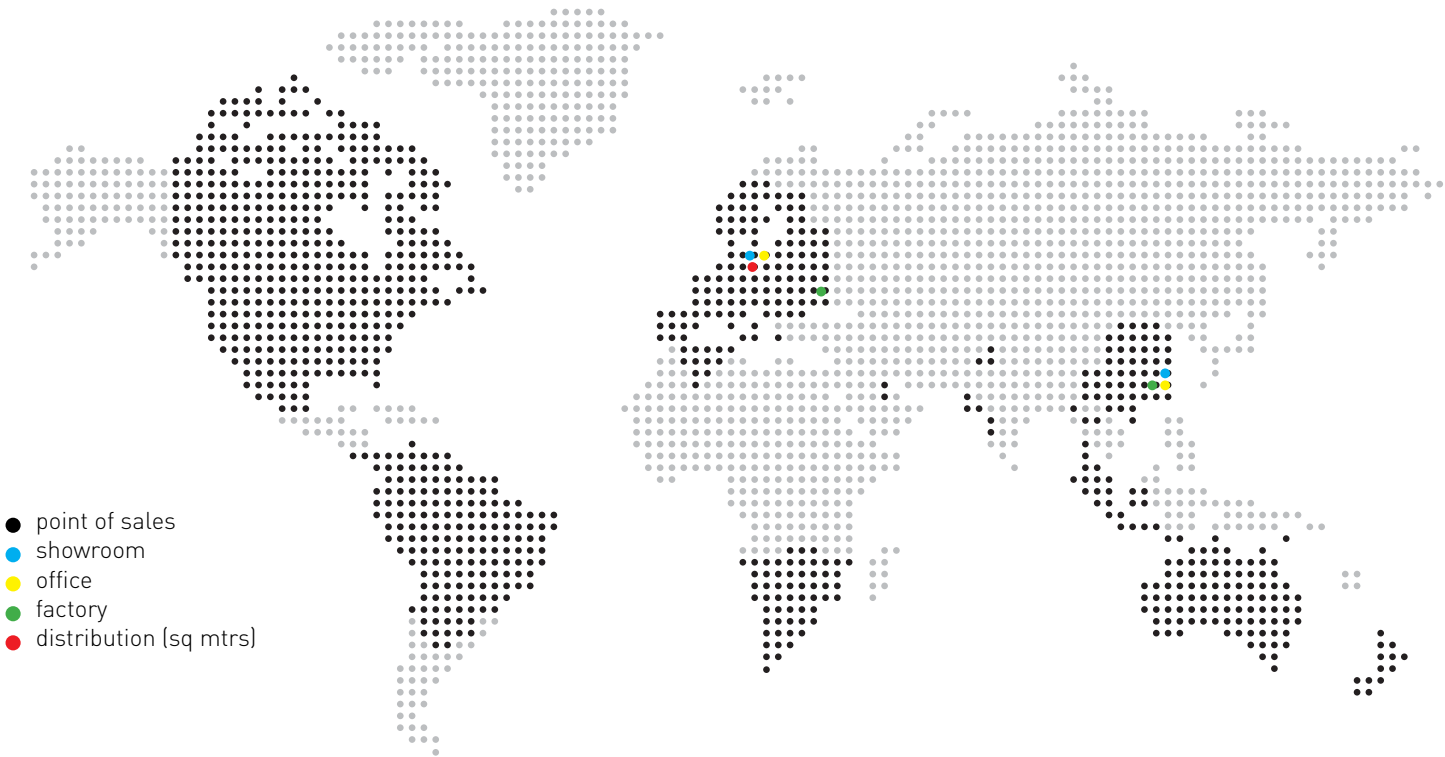 point of sales
showroom
office
factory
distribution (sq mtrs)